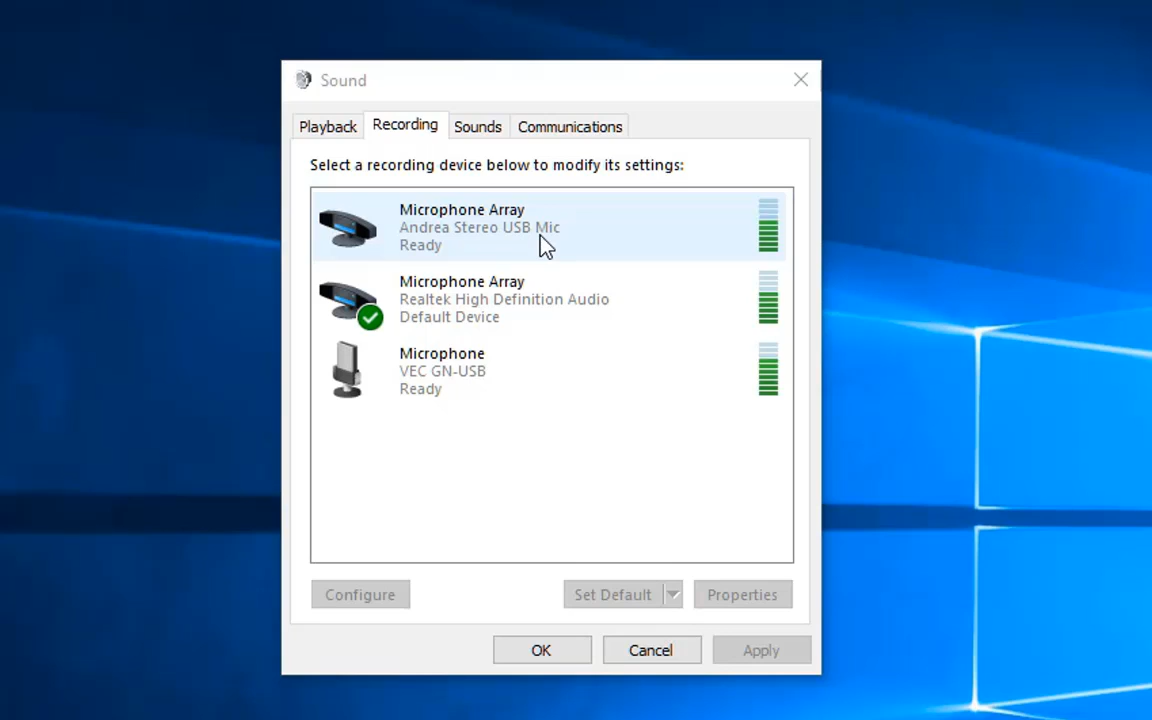 Sound
Playback Recording Sounds Communications
Select a recording device below to modify its settings:
Microphone Array
Andrea Stereo USB Mic
Ready
Microphone Array
Realtek High Definition Audio
Default Device
Microphone
VEC GN-USB
Ready
Configure Set Default Properties
OK Cancel Apply